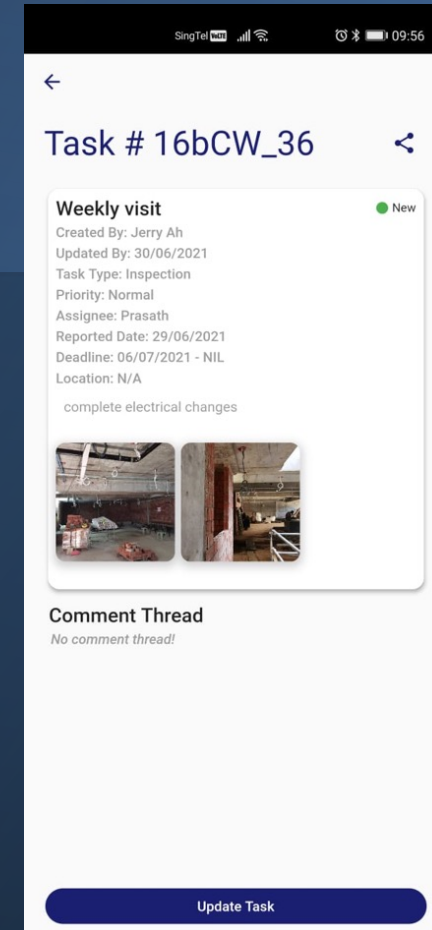 SingTel VoLTE 09:56
Task # 16bCW_36
Weekly visit
New
Created By: Jerry Ah
Updated By: 30/06/2021
Task Type: Inspection
Priority: Normal
Assignee: Prasath
Reported Date: 29/06/2021
Deadline: 06/07/2021 - NIL
Location: N/A
complete electrical changes
Comment Thread
No comment thread!
Update Task